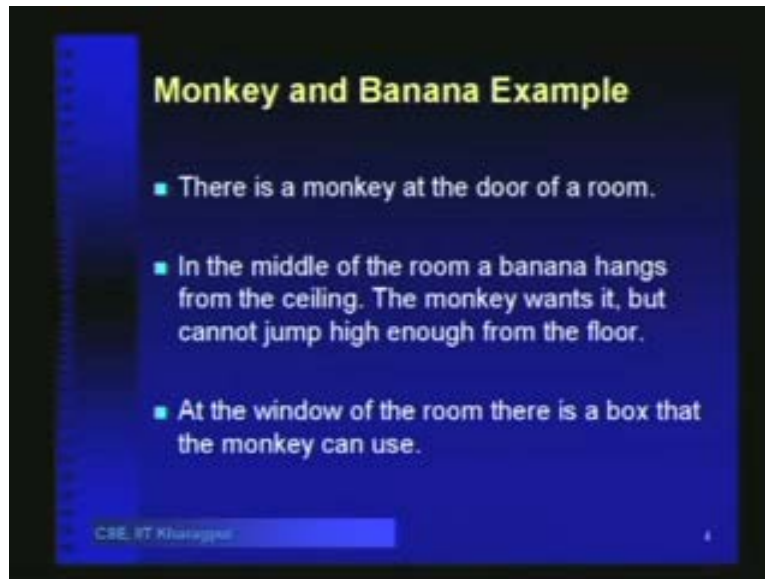 Monkey and Banana Example
There is a monkey at the door of a room.
In the middle of the room a banana hangs
from the ceiling. The monkey wants it, but
cannot jump high enough from the floor.
At the window of the room there is a box that
the monkey can use.
CSE, IIT Kharagpur
4